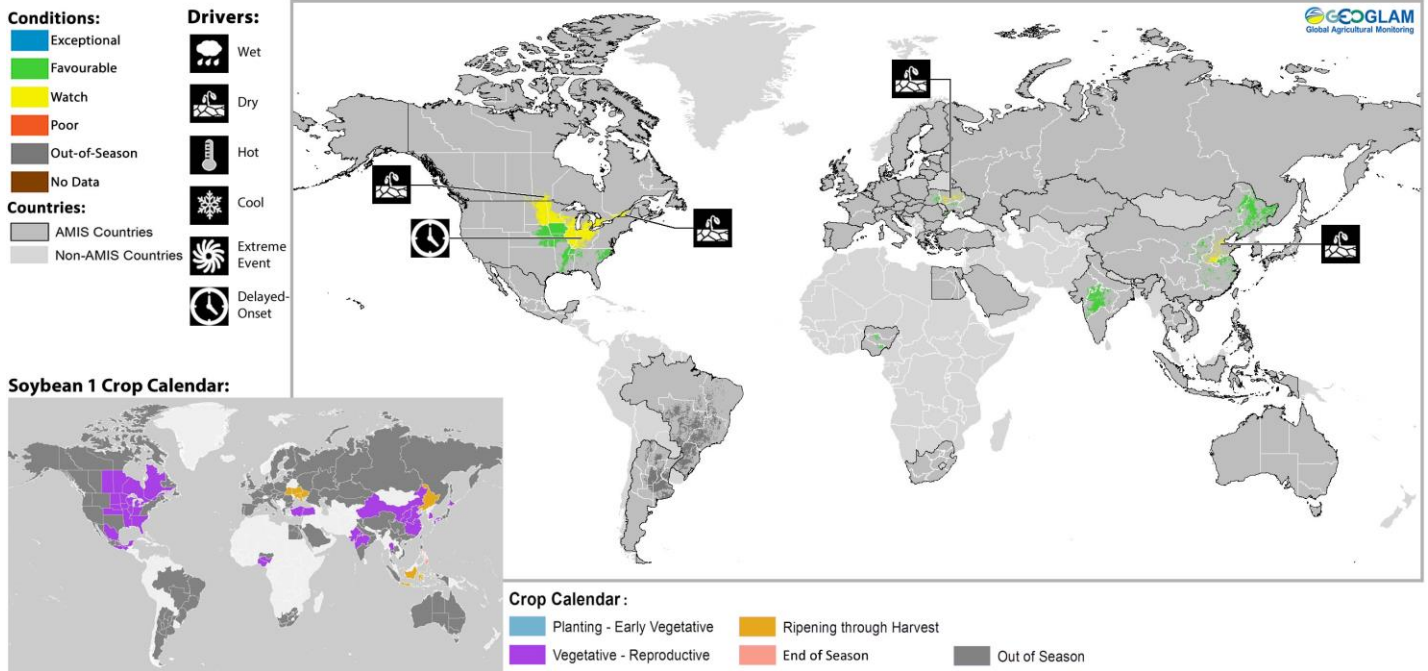 Conditions:
Exceptional
Favourable
Watch
Poor
Out-of-Season
No Data
Countries:
AMIS Countries
Non-AMIS Countries
Drivers:
Wet
Dry
Hot
Cool
Extreme
Event
Delayed-
Onset
GEOGLAM
Global Agricultural Monitoring
Soybean 1 Crop Calendar:
Crop Calendar :
Planting - Early Vegetative
Ripening through Harvest
Vegetative - Reproductive
End of Season
Out of Season